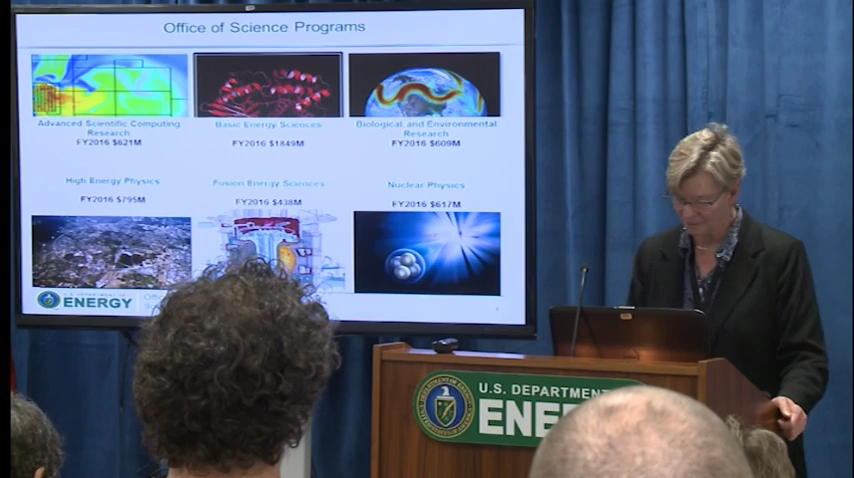 Office of Science Programs
Advanced Scientific Computing
Research
FY2016 $621M
Basic Energy Sciences
FY2016 $1849M
Biological and Environmental
Research
FY2016 $609M
High Energy Physics
FY2016 $795M
Fusion Energy Sciences
FY2016 $438M
Nuclear Physics
FY2016 $617M
U.S. DEPARTMENT OF
ENERGY
U.S. DEPARTMENT
ENE